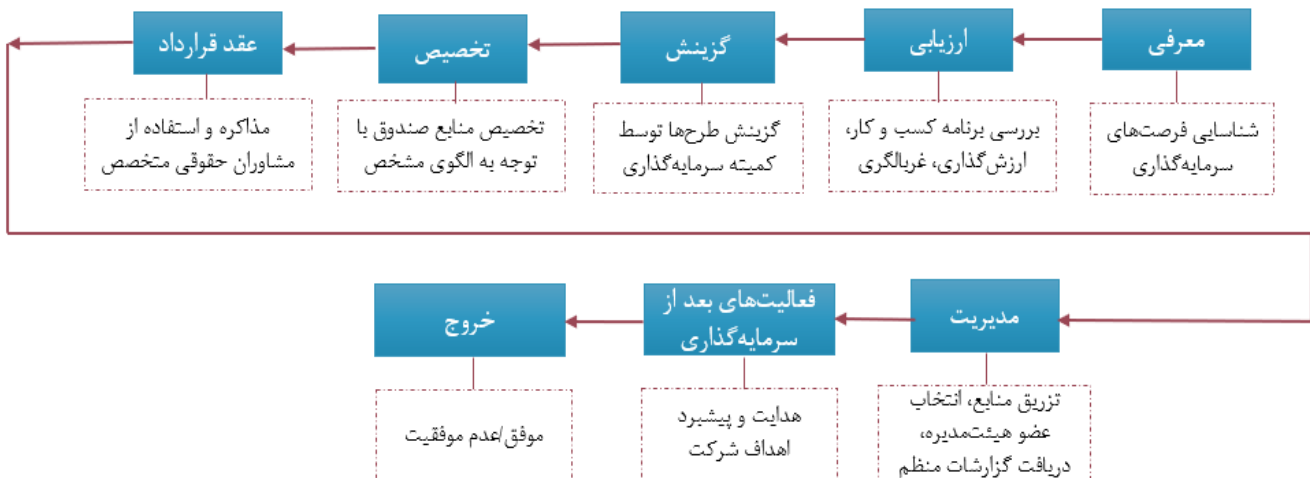 معرفی
شناسایی فرصت‌های
سرمایه‌گذاری
ارزیابی
بررسی برنامه کسب و کار،
ارزش‌گذاری، غربالگری
گزینش
گزینش طرح‌ها توسط
کمیته سرمایه‌گذاری
تخصیص
تخصیص منابع صندوق با
توجه به الگوی مشخص
عقد قرارداد
مذاکره و استفاده از
مشاوران حقوقی متخصص
مدیریت
تزریق منابع، انتخاب
عضو هیئت‌مدیره،
دریافت گزارشات منظم
فعالیت‌های بعد از
سرمایه‌گذاری
هدایت و پیشبرد
اهداف شرکت
خروج
موفق/عدم موفقیت